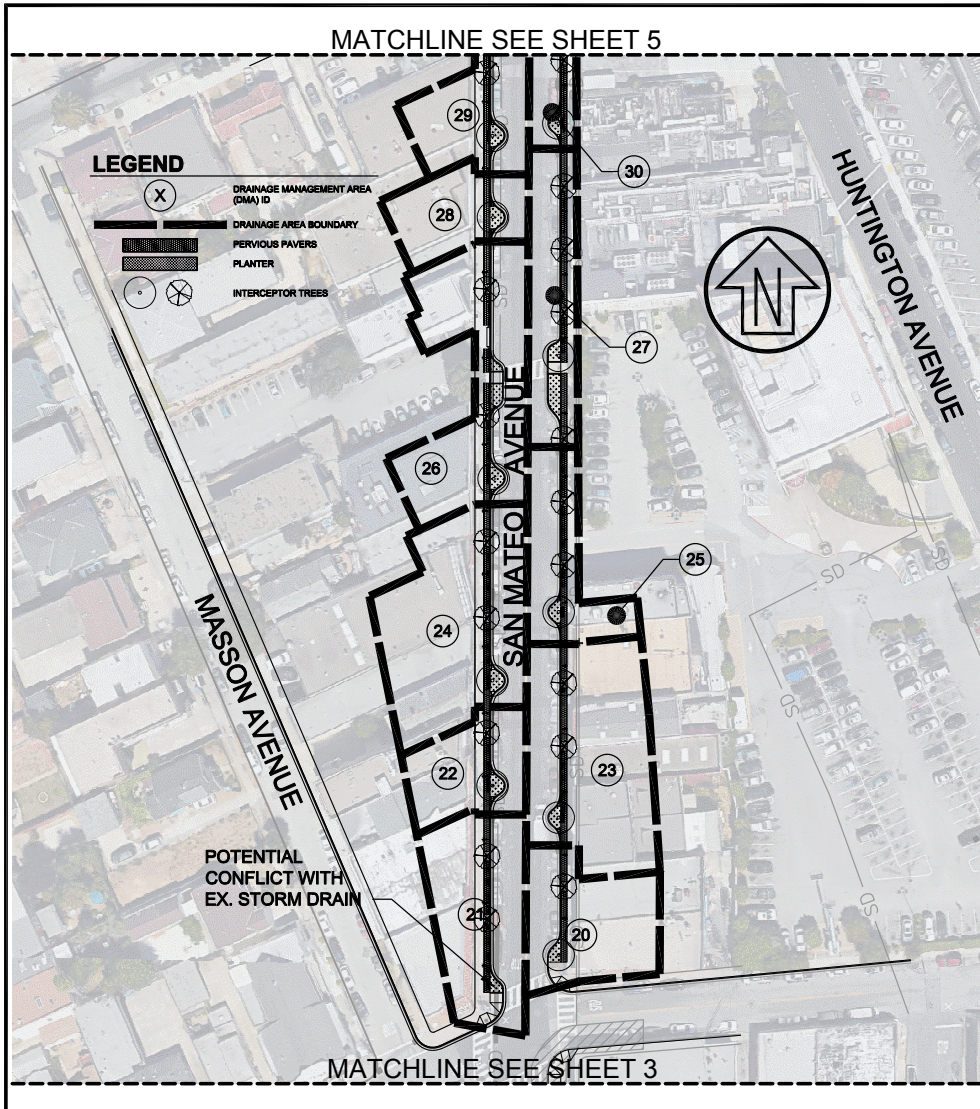 MATCHLINE SEE SHEET 5
LEGEND
X
DRAINAGE MANAGEMENT AREA
(DMA) ID
DRAINAGE AREA BOUNDARY
PERVIOUS PAVERS
PLANTER
INTERCEPTOR TREES
29
30
28
HUNTINGTON AVENUE
N
27
26
SAN MATEO AVENUE
25
SD
SD
24
MASSON AVENUE
SD
22
23
POTENTIAL
CONFLICT WITH
EX. STORM DRAIN
SD
21
20
MATCHLINE SEE SHEET 3